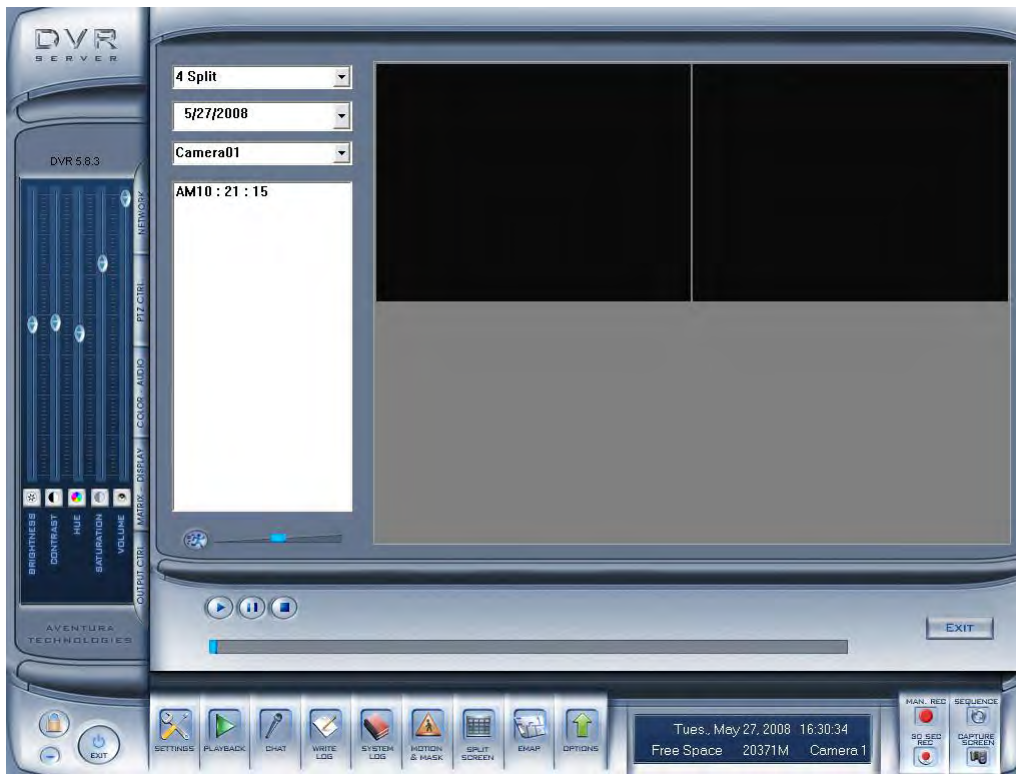 DVR
SERVER
DVR 5.8.3
4 Split
5/27/2008
Camera01
AM10 : 21 : 15
NETWORK
PTZ CTRL
COLOR - AUDIO
MATRIX - DISPLAY
OUTPUT CTRL
BRIGHTNESS
CONTRAST
HUE
SATURATION
VOLUME
AVENTURA
TECHNOLOGIES
EXIT
EXIT
SETTINGS
PLAYBACK
CHAT
WRITE
LOG
SYSTEM
LOG
MOTION
& MASK
SPLIT
SCREEN
EMAP
OPTIONS
Tues., May 27, 2008 16:30:34
Free Space 20371M Camera 1
MAN. REC
SEQUENCE
30 SEC
REC
CAPTURE
SCREEN